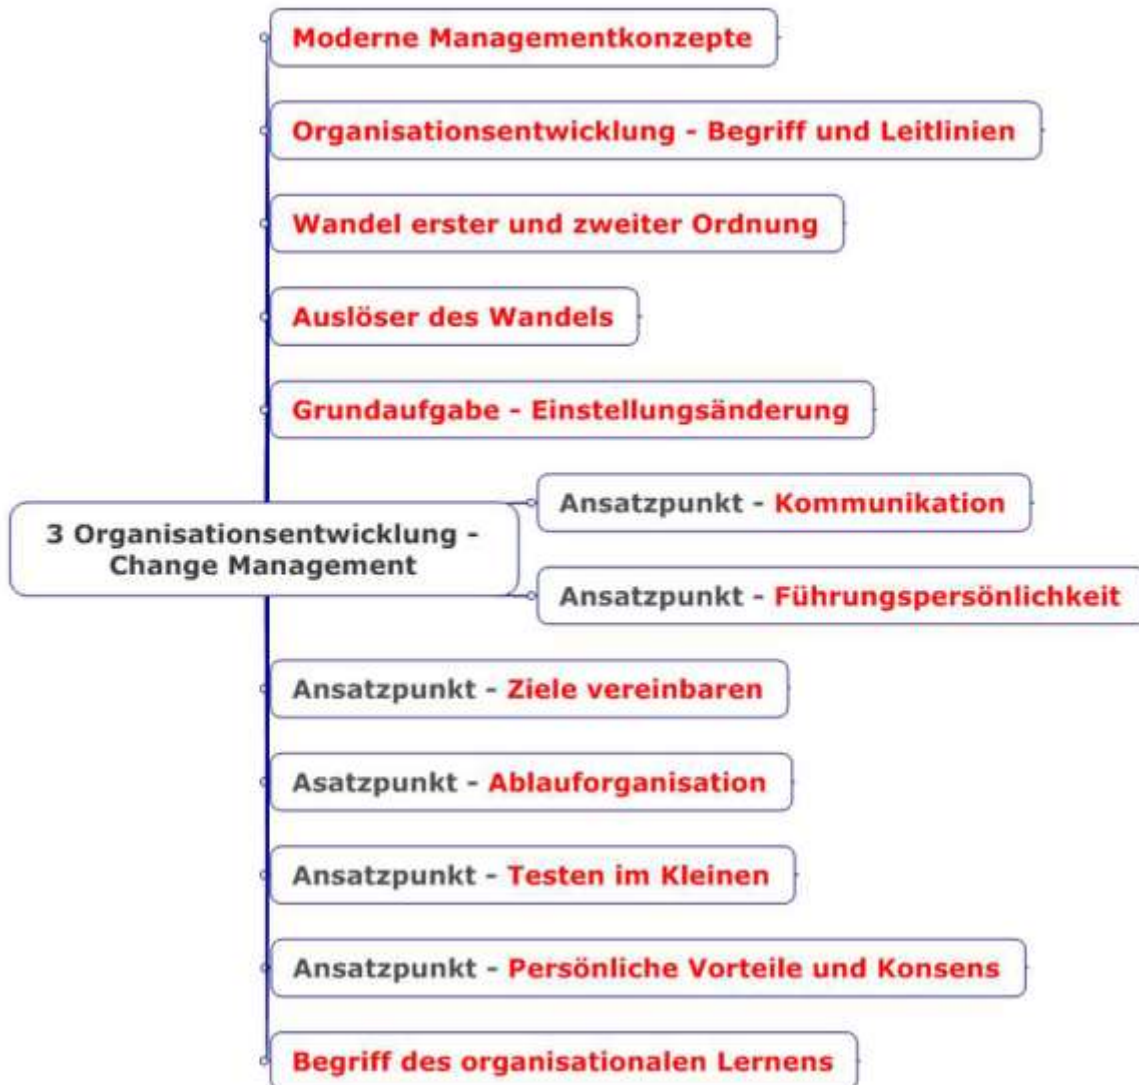 Moderne Managementkonzepte
Organisationsentwicklung - Begriff und Leitlinien
Wandel erster und zweiter Ordnung
Auslöser des Wandels
Grundaufgabe - Einstellungsänderung
Ansatzpunkt - Kommunikation
3 Organisationsentwicklung -
Change Management
Ansatzpunkt - Führungspersönlichkeit
Ansatzpunkt - Ziele vereinbaren
Asatzpunkt - Ablauforganisation
Ansatzpunkt - Testen im Kleinen
Ansatzpunkt - Persönliche Vorteile und Konsens
Begriff des organisationalen Lernens